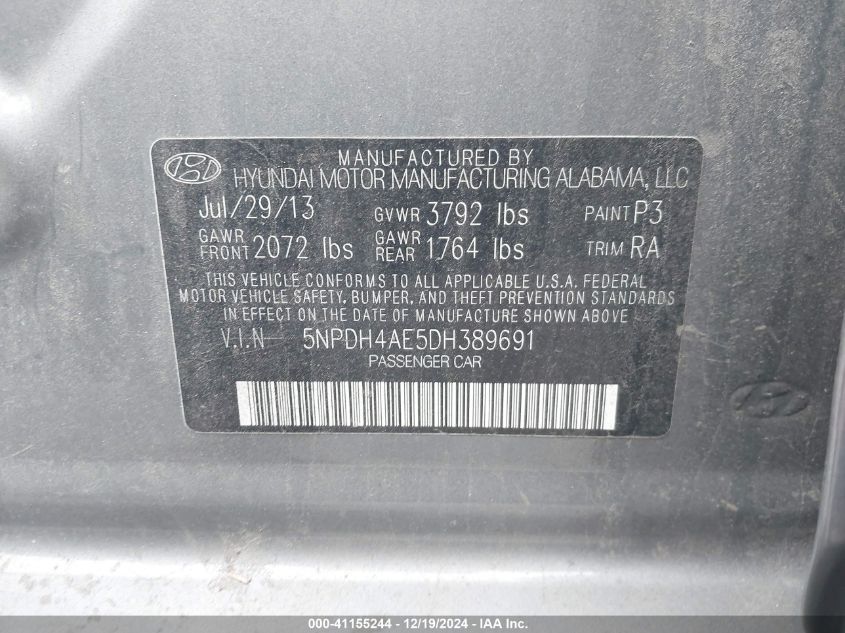 MANUFACTURED BY
HYUNDAI MOTOR MANUFACTURING ALABAMA, LLC
Jul/29/13 GVWR 3792 lbs PAINT P3
GAWR FRONT 2072 lbs GAWR REAR 1764 lbs TRIM RA
THIS VEHICLE CONFORMS TO ALL APPLICABLE U.S.A. FEDERAL
MOTOR VEHICLE SAFETY, BUMPER, AND THEFT PREVENTION STANDARDS
IN EFFECT ON THE DATE OF MANUFACTURE SHOWN ABOVE.
V.I.N 5NPDH4AE5DH389691
PASSENGER CAR
000-41155244 - 12/19/2024 - IAA, Inc.